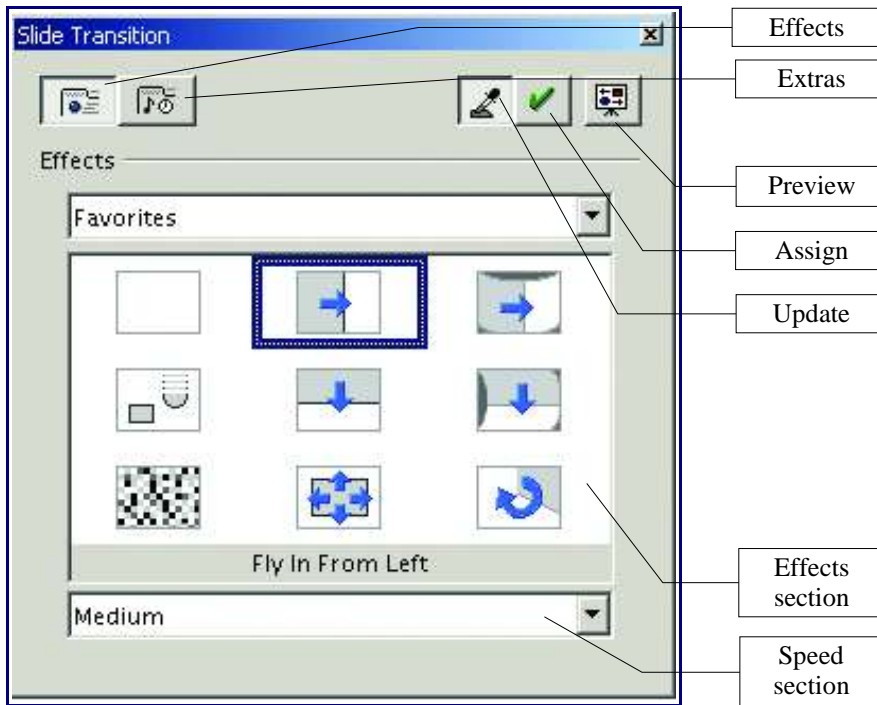 Slide Transition
Effects
Extras
Effects
Preview
Favorites
Assign
Update
Fly In From Left
Effects
section
Medium
Speed
section